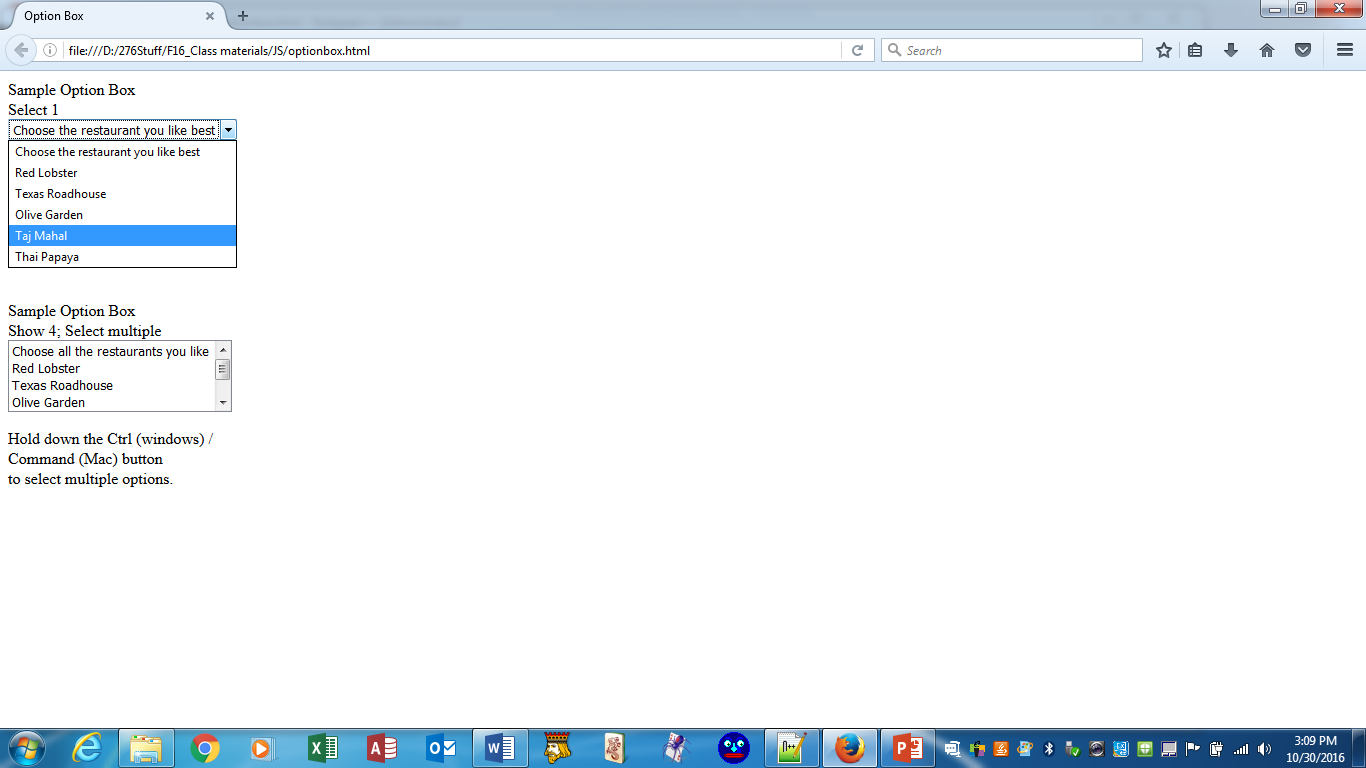 Option Box
file:///D:/276Stuff/F16_Class materials/JS/optionbox.html
Search
Sample Option Box
Select 1
Choose the restaurant you like best
Choose the restaurant you like best
Red Lobster
Texas Roadhouse
Olive Garden
Taj Mahal
Thai Papaya
Sample Option Box
Show 4; Select multiple
Choose all the restaurants you like
Red Lobster
Texas Roadhouse
Olive Garden
Hold down the Ctrl (windows) /
Command (Mac) button
to select multiple options.
3:09 PM
10/30/2016